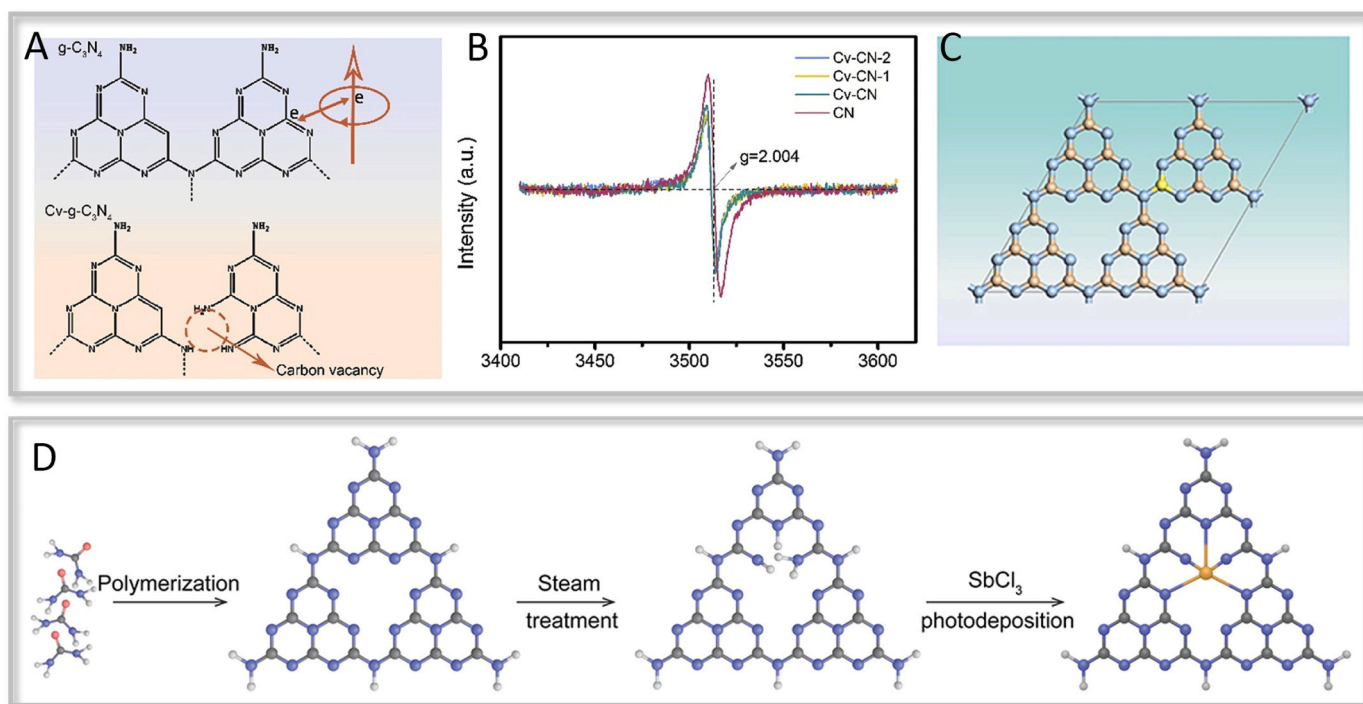 A
g-C₃N₄
NH₂
NH₂
N
N
N
N
N
N
N
N
e
e
N
N
N
N
N
N
N
Cv-g-C₃N₄
NH₂
NH₂
N
N
N
N
N
N
N
H₂N
N
N
N
N
NH
HN
N
Carbon vacancy
B
Intensity (a.u.)
Cv-CN-2
Cv-CN-1
Cv-CN
CN
g=2.004
3400
3450
3500
3550
3600
C
D
Polymerization
Steam
treatment
SbCl₃
photodeposition